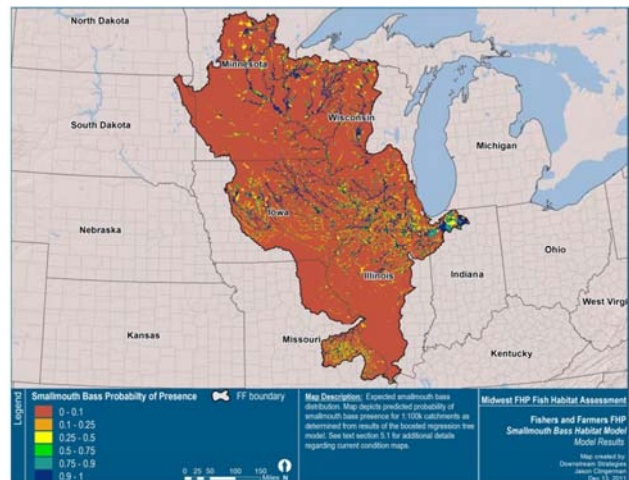 North Dakota
Minnesota
South Dakota
Wisconsin
Michigan
Iowa
Nebraska
Ohio
Illinois
Indiana
West Virgi
Kansas
Missouri
Kentucky
Legend
Smallmouth Bass Probabilty of Presence
FF boundary
0 - 0.1
0.1 - 0.25
0.25 - 0.5
0.5 - 0.75
0.75 - 0.9
0.9 - 1
0 25 50 100 150
Miles N
Map Description: Expected smallmouth bass
distribution. Map depicts predicted probability of
smallmouth bass presence for 1:100k catchments as
determined from results of the boosted regression tree
model. See text section 5.1 for additional details
regarding current condition maps.
Midwest FHP Fish Habitat Assessment
Fishers and Farmers FHP
Smallmouth Bass Habitat Model
Model Results
Map created by:
Downstream Strategies
Jason Clingerman
Dec 13, 2011